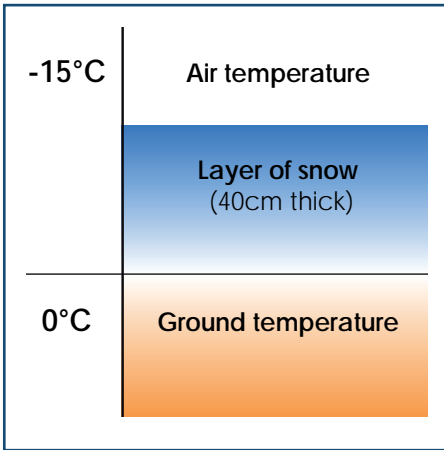 -15°C Air temperature
Layer of snow
(40cm thick)
0°C Ground temperature